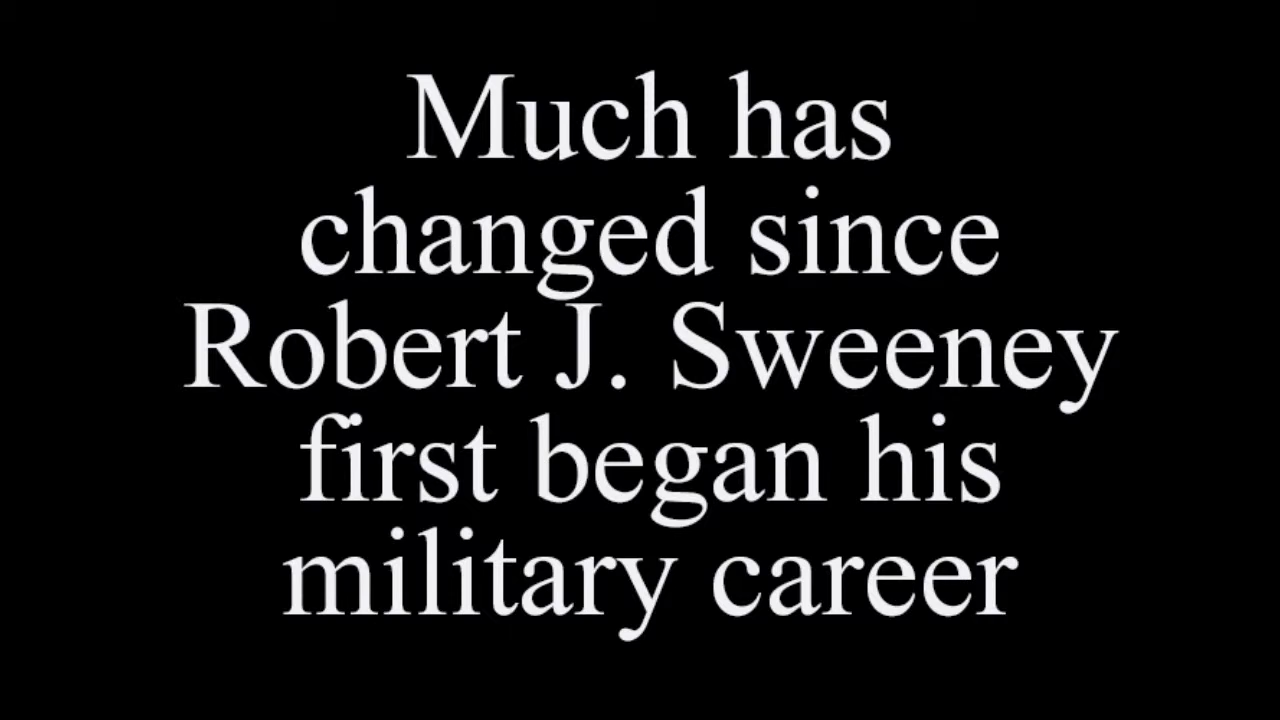 Much has
changed since
Robert J. Sweeney
first began his
military career